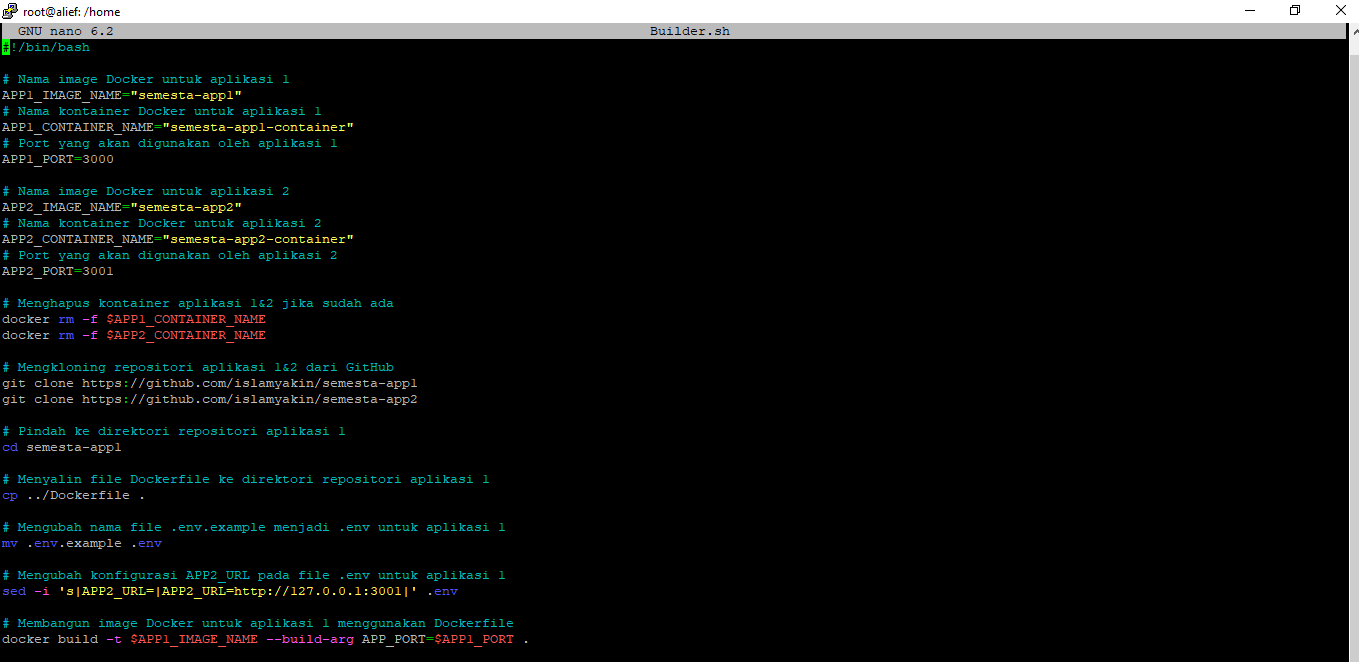 root@alief: /home
GNU nano 6.2 Builder.sh
#!/bin/bash
# Nama image Docker untuk aplikasi 1
APP1_IMAGE_NAME="semesta-app1"
# Nama kontainer Docker untuk aplikasi 1
APP1_CONTAINER_NAME="semesta-app1-container"
# Port yang akan digunakan oleh aplikasi 1
APP1_PORT=3000
# Nama image Docker untuk aplikasi 2
APP2_IMAGE_NAME="semesta-app2"
# Nama kontainer Docker untuk aplikasi 2
APP2_CONTAINER_NAME="semesta-app2-container"
# Port yang akan digunakan oleh aplikasi 2
APP2_PORT=3001
# Menghapus kontainer aplikasi 1&2 jika sudah ada
docker rm -f $APP1_CONTAINER_NAME
docker rm -f $APP2_CONTAINER_NAME
# Mengkloning repositori aplikasi 1&2 dari GitHub
git clone https://github.com/islamyakin/semesta-app1
git clone https://github.com/islamyakin/semesta-app2
# Pindah ke direktori repositori aplikasi 1
cd semesta-app1
# Menyalin file Dockerfile ke direktori repositori aplikasi 1
cp ../Dockerfile .
# Mengubah nama file .env.example menjadi .env untuk aplikasi 1
mv .env.example .env
# Mengubah konfigurasi APP2_URL pada file .env untuk aplikasi 1
sed -i 's|APP2_URL=|APP2_URL=http://127.0.0.1:3001|' .env
# Membangun image Docker untuk aplikasi 1 menggunakan Dockerfile
docker build -t $APP1_IMAGE_NAME --build-arg APP_PORT=$APP1_PORT .